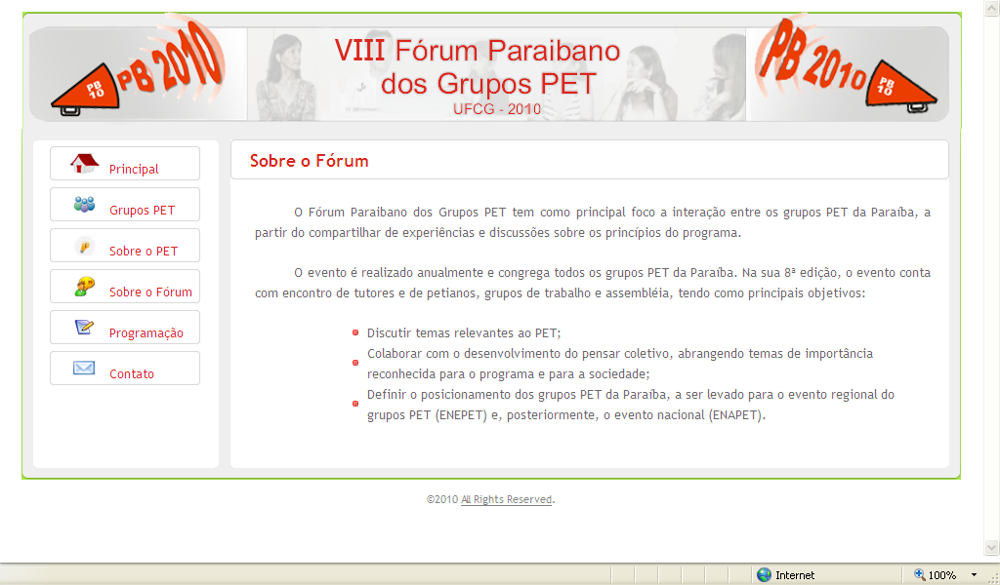 PB 2010
PB
10
VIII Fórum Paraibano
dos Grupos PET
UFCG - 2010
PB 2010
PB
10
Principal
Grupos PET
Sobre o PET
Sobre o Fórum
Programação
Contato
Sobre o Fórum
O Fórum Paraibano dos Grupos PET tem como principal foco a interação entre os grupos PET da Paraíba, a
partir do compartilhar de experiências e discussões sobre os princípios do programa.
O evento é realizado anualmente e congrega todos os grupos PET da Paraíba. Na sua 8ª edição, o evento conta
com encontro de tutores e de petianos, grupos de trabalho e assembléia, tendo como principais objetivos:
Discutir temas relevantes ao PET;
Colaborar com o desenvolvimento do pensar coletivo, abrangendo temas de importância
reconhecida para o programa e para a sociedade;
Definir o posicionamento dos grupos PET da Paraíba, a ser levado para o evento regional do
grupos PET (ENEPET) e, posteriormente, o evento nacional (ENAPET).
©2010 All Rights Reserved.
Internet
100%